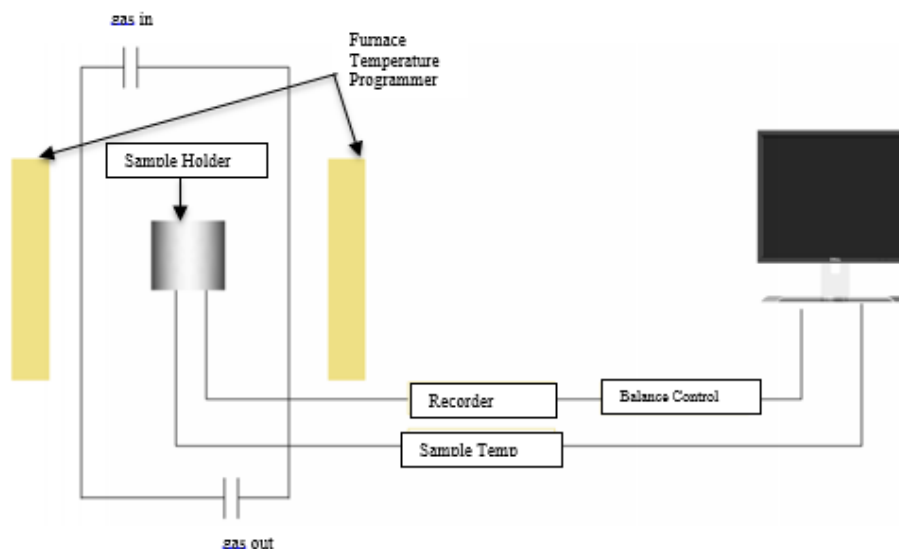 gas in
Furnace
Temperature
Programmer
Sample Holder
Recorder
Balance Control
Sample Temp
gas out